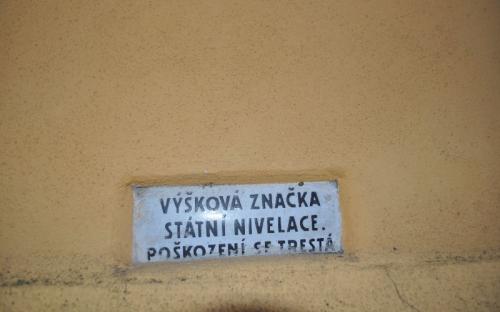 VÝŠKOVÁ ZNAČKA
STÁTNÍ NIVELACE.
POŠKOZENÍ SE TRESTÁ